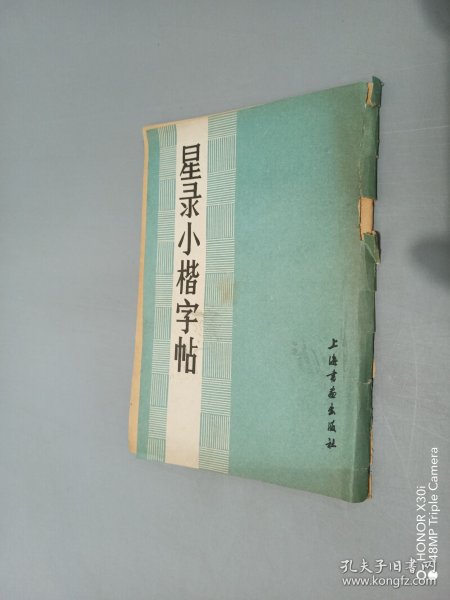 星录小楷字帖
上海书画出版社
HONOR X30i
48MP Triple Camera
孔夫子旧书网
www.kongfz.com